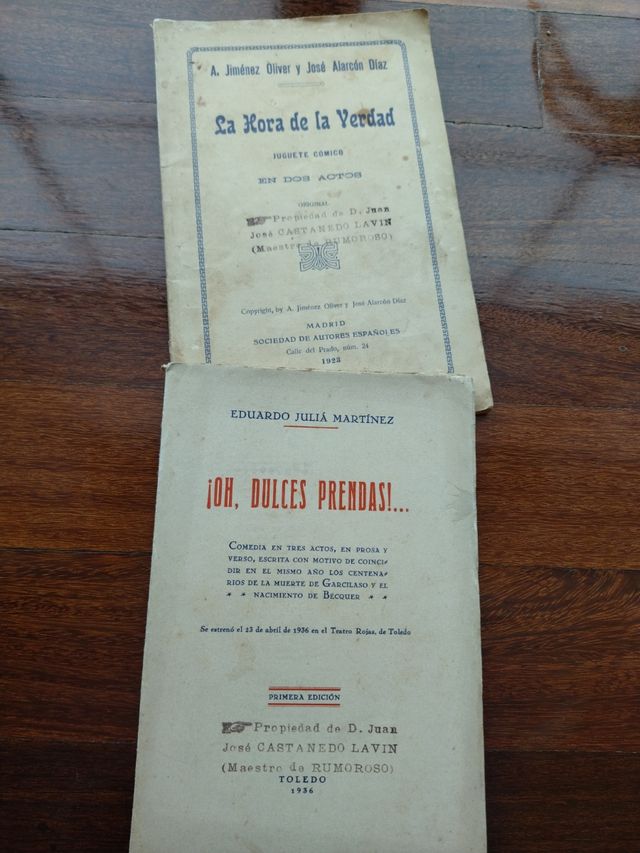 A. Jiménez Oliver y José Alarcón Díaz
La Hora de la Verdad
JUGUETE CÓMICO
EN DOS ACTOS
ORIGINAL
Propiedad de D. Juan
José CASTANEDO LAVIN
(Maestro de RUMOROSO)
Copyright, by A. Jiménez Oliver y José Alarcón Díaz
MADRID
SOCIEDAD DE AUTORES ESPAÑOLES
Calle del Prado, núm. 24
1923
EDUARDO JULIÁ MARTÍNEZ
¡OH, DULCES PRENDAS!...
COMEDIA EN TRES ACTOS, EN PROSA Y
VERSO, ESCRITA CON MOTIVO DE COINCI-
DIR EN EL MISMO AÑO LOS CENTENA-
RIOS DE LA MUERTE DE GARCILASO Y EL
NACIMIENTO DE BÉCQUER
Se estrenó el 23 de abril de 1936 en el Teatro Rojas, de Toledo
PRIMERA EDICIÓN
Propiedad de D. Juan
José CASTANEDO LAVIN
(Maestro de RUMOROSO)
TOLEDO
1936